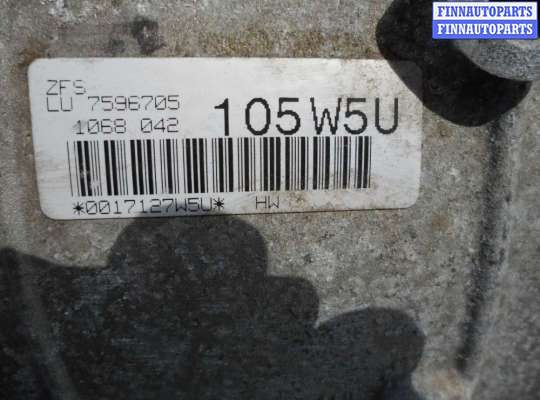 FINNAUTOPARTS
FINNAUTOPARTS
ZFS
LU 7596705
1068 042
105W5U
*0017127W5U* HW